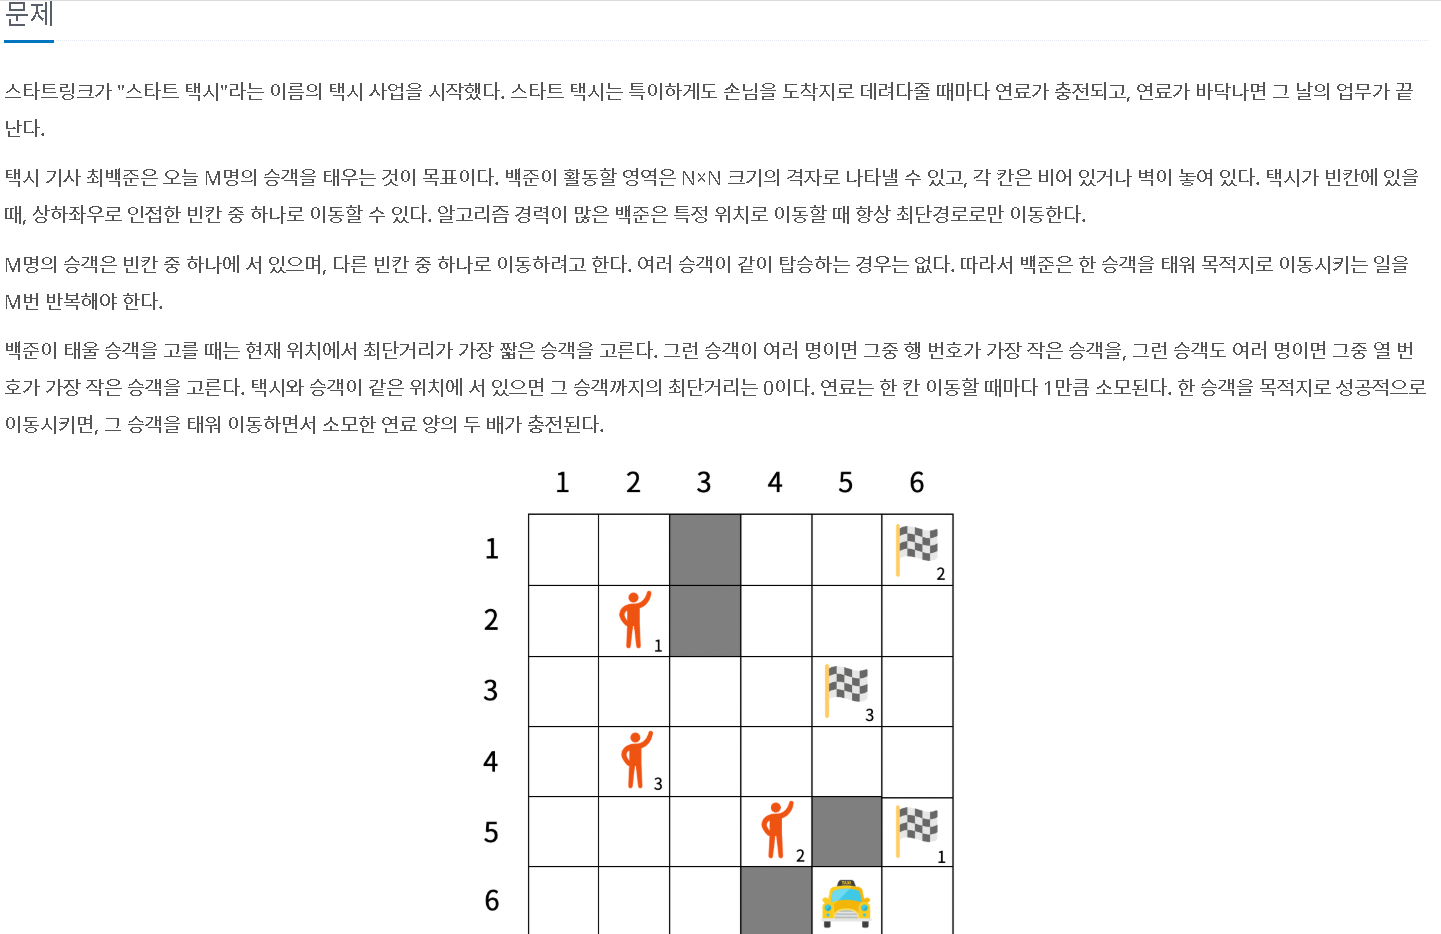 문제
스타트링크가 "스타트 택시"라는 이름의 택시 사업을 시작했다. 스타트 택시는 특이하게도 손님을 도착지로 데려다줄 때마다 연료가 충전되고, 연료가 바닥나면 그 날의 업무가 끝
난다.
택시 기사 최백준은 오늘 M명의 승객을 태우는 것이 목표이다. 백준이 활동할 영역은 N×N 크기의 격자로 나타낼 수 있고, 각 칸은 비어 있거나 벽이 놓여 있다. 택시가 빈칸에 있을
때, 상하좌우로 인접한 빈칸 중 하나로 이동할 수 있다. 알고리즘 경력이 많은 백준은 특정 위치로 이동할 때 항상 최단경로로만 이동한다.
M명의 승객은 빈칸 중 하나에 서 있으며, 다른 빈칸 중 하나로 이동하려고 한다. 여러 승객이 같이 탑승하는 경우는 없다. 따라서 백준은 한 승객을 태워 목적지로 이동시키는 일을
M번 반복해야 한다.
백준이 태울 승객을 고를 때는 현재 위치에서 최단거리가 가장 짧은 승객을 고른다. 그런 승객이 여러 명이면 그중 행 번호가 가장 작은 승객을, 그런 승객도 여러 명이면 그중 열 번
호가 가장 작은 승객을 고른다. 택시와 승객이 같은 위치에 서 있으면 그 승객까지의 최단거리는 0이다. 연료는 한 칸 이동할 때마다 1만큼 소모된다. 한 승객을 목적지로 성공적으로
이동시키면, 그 승객을 태워 이동하면서 소모한 연료 양의 두 배가 충전된다.
1 2 3 4 5 6
1
2
2
1
3
3
4
3
5
2
1
6
TAXI